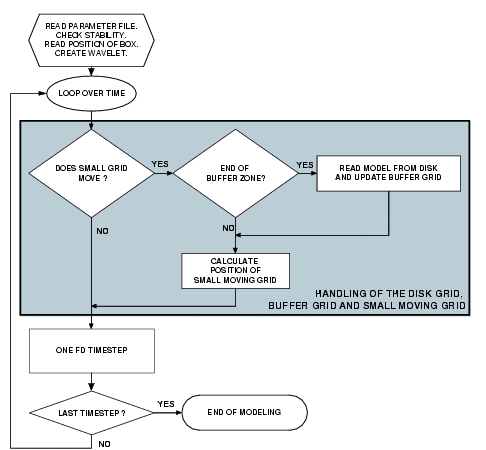 READ PARAMETER FILE.
CHECK STABILITY.
READ POSITION OF BOX.
CREATE WAVELET.
LOOP OVER TIME
DOES SMALL GRID
MOVE ?
YES
END OF
BUFFER ZONE?
YES
READ MODEL FROM DISK
AND UPDATE BUFFER GRID
NO
NO
CALCULATE
POSITION OF
SMALL MOVING GRID
HANDLING OF THE DISK GRID,
BUFFER GRID AND SMALL MOVING GRID
ONE FD TIMESTEP
LAST TIMESTEP ?
YES
END OF MODELING
NO